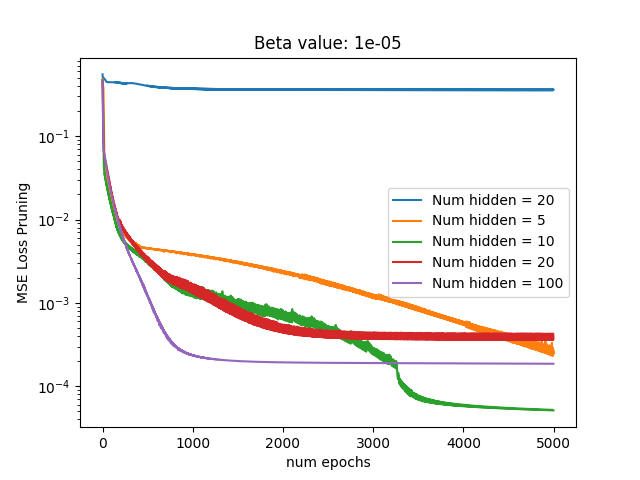 Beta value: 1e-05
MSE Loss Pruning
10⁻¹
10⁻²
10⁻³
10⁻⁴
Num hidden = 20
Num hidden = 5
Num hidden = 10
Num hidden = 20
Num hidden = 100
0 1000 2000 3000 4000 5000
num epochs